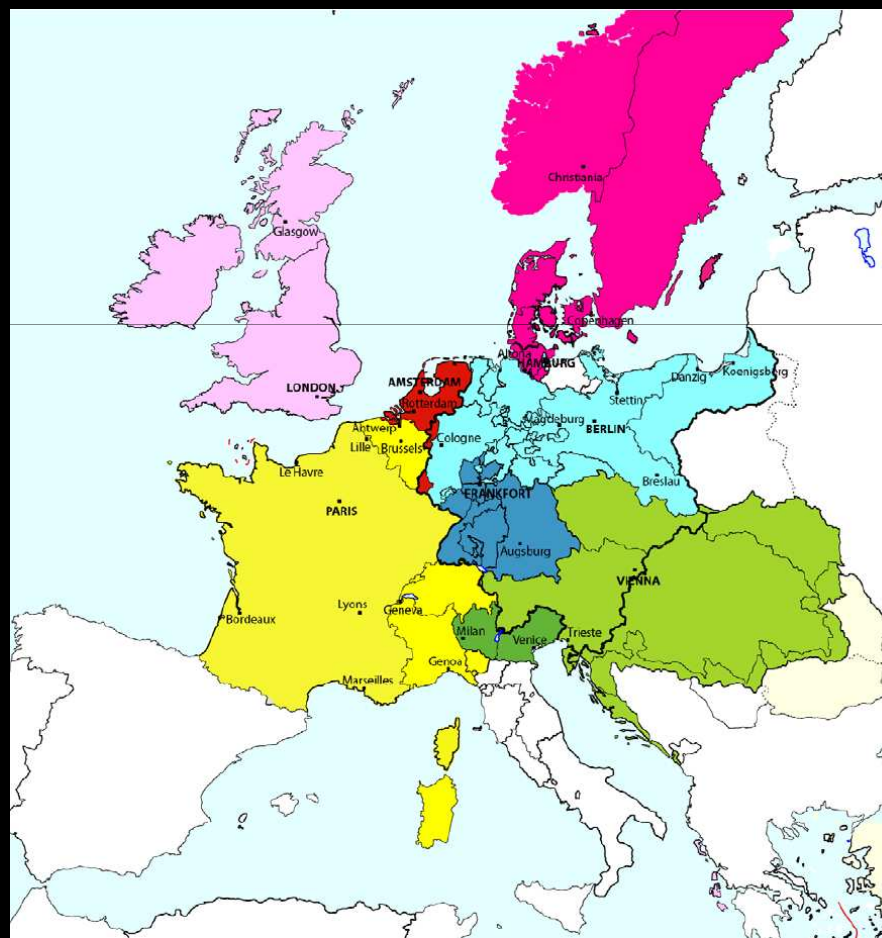 Christiania
Glasgow
Copenhagen
HAMBURG
Koenigsberg
Danzig
LONDON
AMSTERDAM
Stettin
Rotterdam
BERLIN
Antwerp
Cologne
Lille
Brussels
Le Havre
Breslau
FRANKFORT
PARIS
Augsburg
VIENNA
Lyons
Geneva
Bordeaux
Milan
Venice
Trieste
Genoa
Marseilles